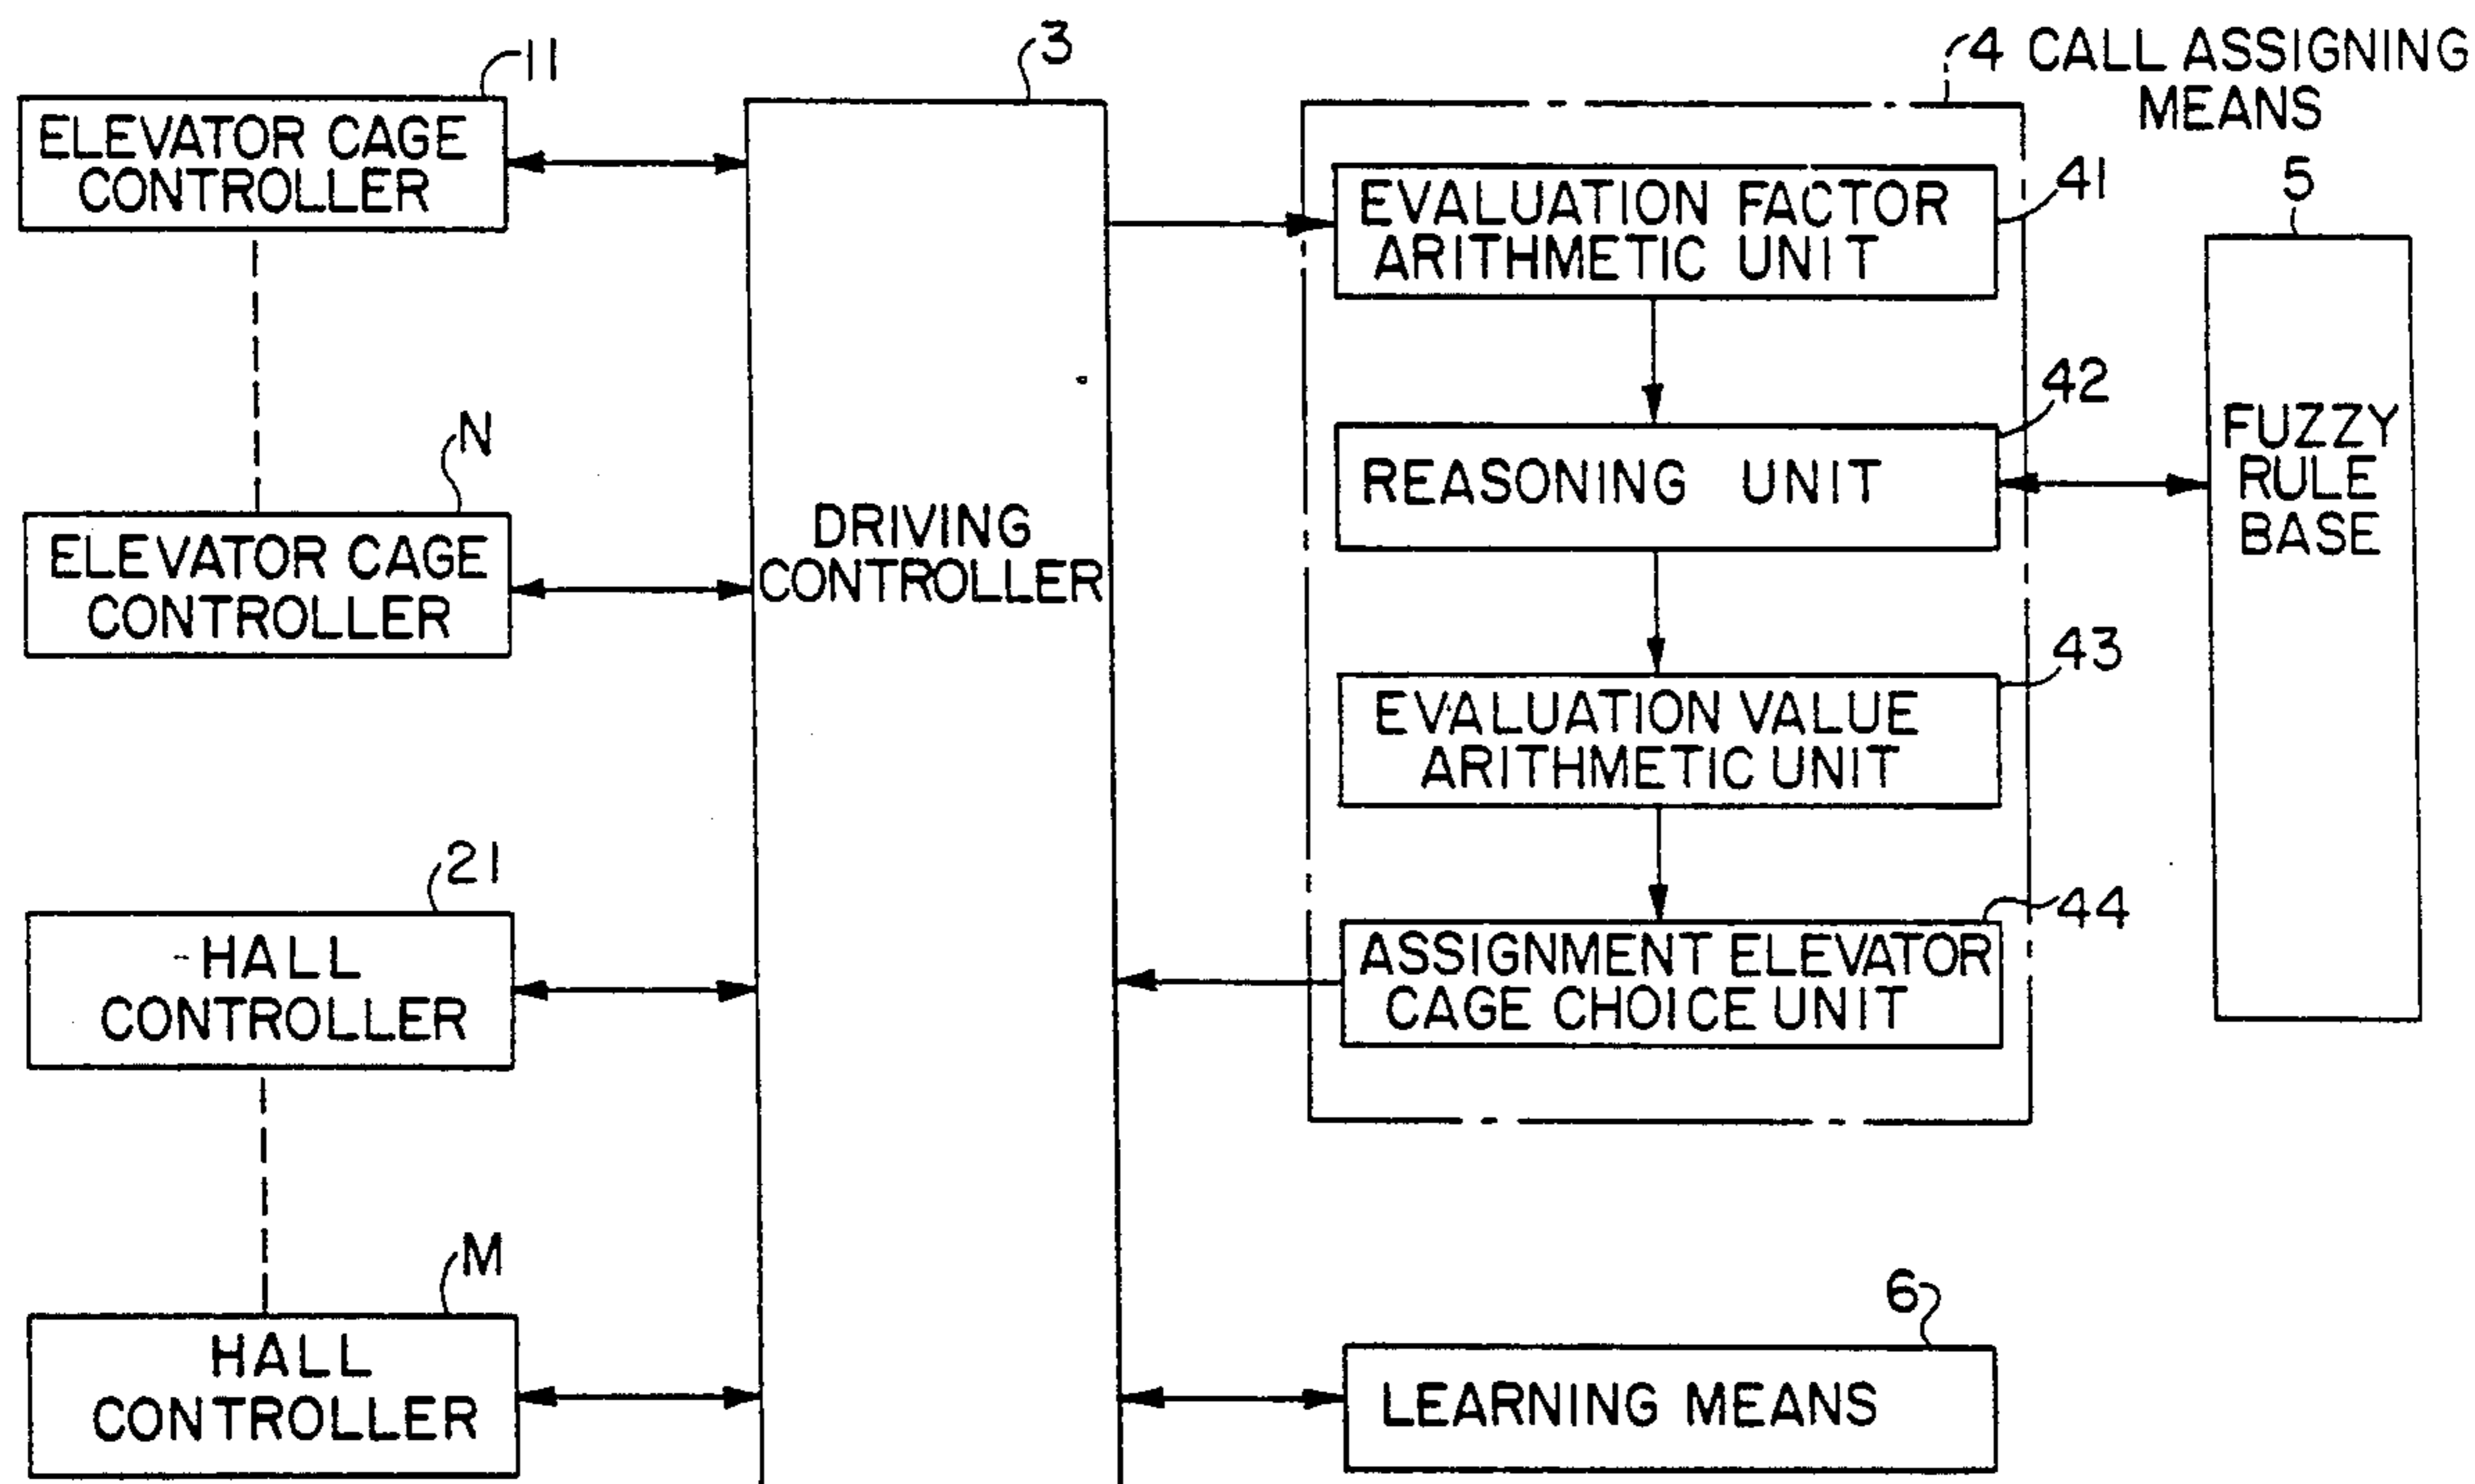 11
ELEVATOR CAGE
CONTROLLER
N
ELEVATOR CAGE
CONTROLLER
21
HALL
CONTROLLER
M
HALL
CONTROLLER
3
DRIVING
CONTROLLER
4 CALL ASSIGNING
MEANS
41
EVALUATION FACTOR
ARITHMETIC UNIT
42
REASONING UNIT
43
EVALUATION VALUE
ARITHMETIC UNIT
44
ASSIGNMENT ELEVATOR
CAGE CHOICE UNIT
5
FUZZY
RULE
BASE
6
LEARNING MEANS